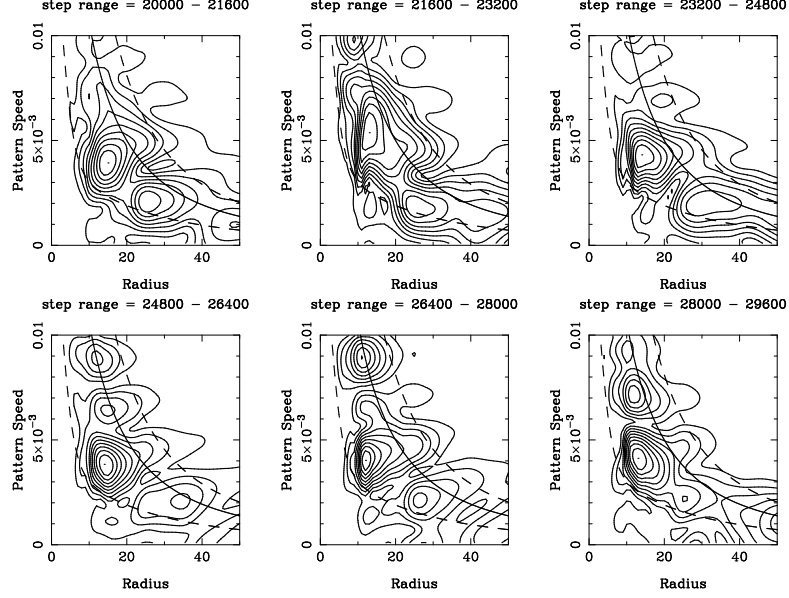 step range = 20000 − 21600
step range = 21600 − 23200
step range = 23200 − 24800
Pattern Speed
0.01
5×10⁻³
0
0 20 40
Radius
Pattern Speed
0.01
5×10⁻³
0
0 20 40
Radius
Pattern Speed
0.01
5×10⁻³
0
0 20 40
Radius
step range = 24800 − 26400
step range = 26400 − 28000
step range = 28000 − 29600
Pattern Speed
0.01
5×10⁻³
0
0 20 40
Radius
Pattern Speed
0.01
5×10⁻³
0
0 20 40
Radius
Pattern Speed
0.01
5×10⁻³
0
0 20 40
Radius